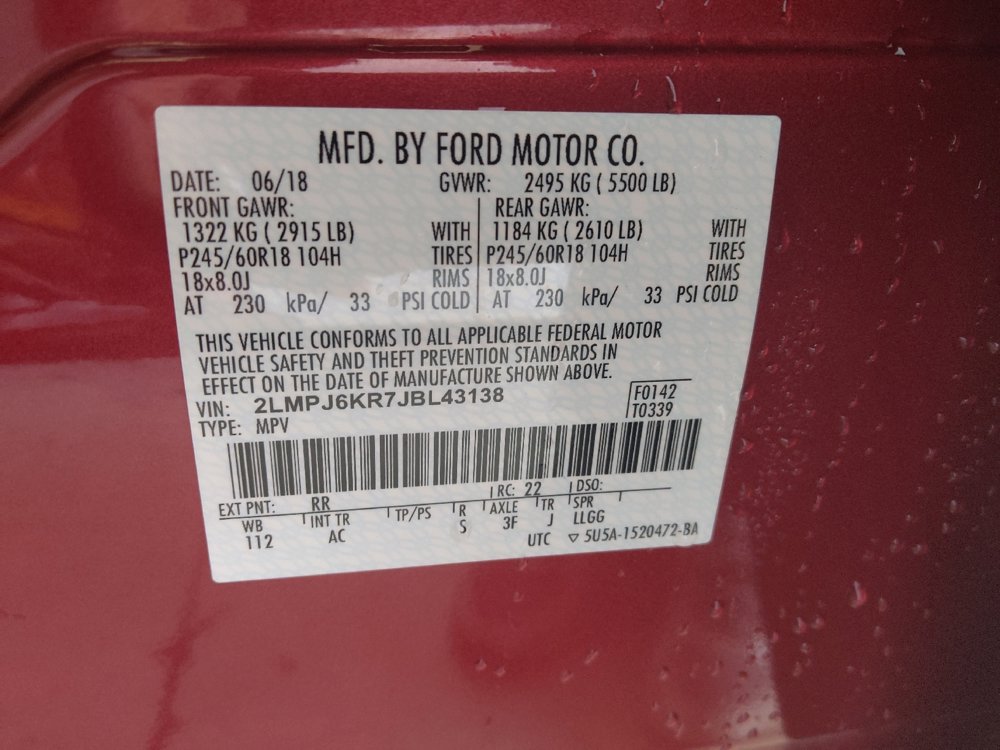 MFD. BY FORD MOTOR CO.
DATE: 06/18 GVWR: 2495 KG ( 5500 LB)
FRONT GAWR: REAR GAWR:
1322 KG ( 2915 LB) WITH 1184 KG ( 2610 LB) WITH
P245/60R18 104H TIRES P245/60R18 104H TIRES
18x8.0J RIMS 18x8.0J RIMS
AT 230 kPa/ 33 PSI COLD AT 230 kPa/ 33 PSI COLD
THIS VEHICLE CONFORMS TO ALL APPLICABLE FEDERAL MOTOR
VEHICLE SAFETY AND THEFT PREVENTION STANDARDS IN
EFFECT ON THE DATE OF MANUFACTURE SHOWN ABOVE.
VIN: 2LMPJ6KR7JBL43138 F0142
TYPE: MPV T0339
EXT PNT: RR RC: 22 DSO:
WB INT TR TP/PS R AXLE TR SPR
112 AC S 3F J LLGG
UTC ▽ 5U5A-1520472-BA